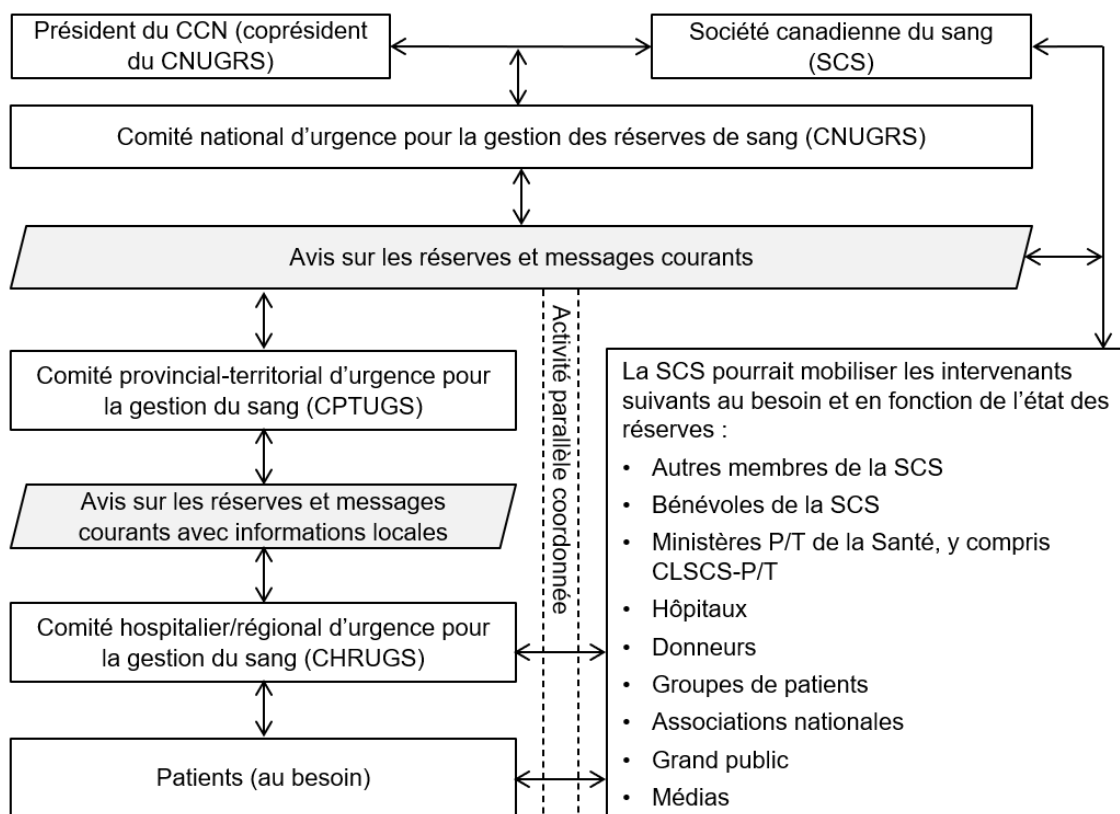 Président du CCN (coprésident
du CNUGRS)
Société canadienne du sang
(SCS)
Comité national d’urgence pour la gestion des réserves de sang (CNUGRS)
Avis sur les réserves et messages courants
Activité parallèle coordonnée
Comité provincial-territorial d’urgence pour
la gestion du sang (CPTUGS)
Avis sur les réserves et messages
courants avec informations locales
Comité hospitalier/régional d’urgence pour
la gestion du sang (CHRUGS)
Patients (au besoin)
La SCS pourrait mobiliser les intervenants
suivants au besoin et en fonction de l’état des
réserves :
• Autres membres de la SCS
• Bénévoles de la SCS
• Ministères P/T de la Santé, y compris
CLSCS-P/T
• Hôpitaux
• Donneurs
• Groupes de patients
• Associations nationales
• Grand public
• Médias